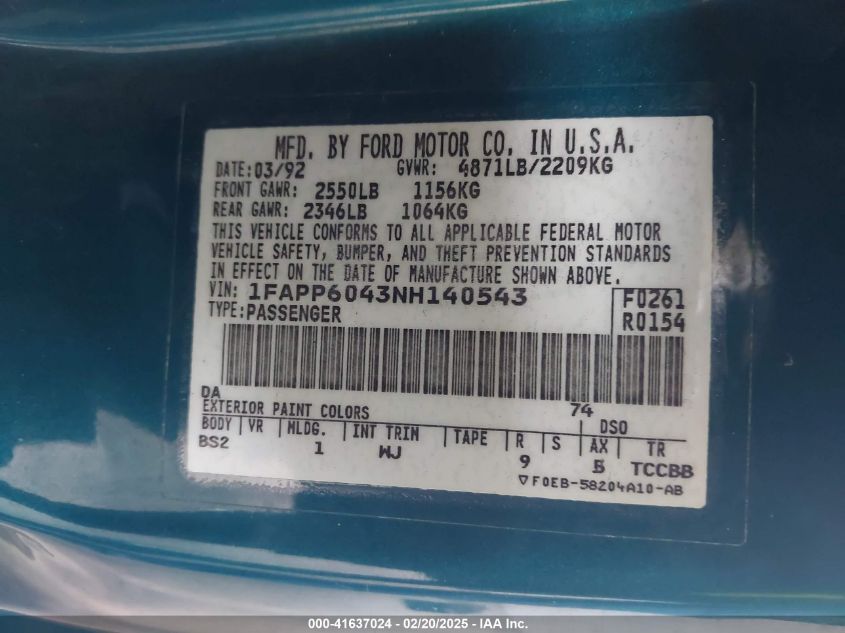 MFD. BY FORD MOTOR CO. IN U.S.A.
DATE: 03/92 GVWR: 4871LB/2209KG
FRONT GAWR: 2550LB 1156KG
REAR GAWR: 2346LB 1064KG
THIS VEHICLE CONFORMS TO ALL APPLICABLE FEDERAL MOTOR
VEHICLE SAFETY, BUMPER, AND THEFT PREVENTION STANDARDS
IN EFFECT ON THE DATE OF MANUFACTURE SHOWN ABOVE.
VIN: 1FAPP6043NH140543 F0261
TYPE: PASSENGER R0154
DA 74
EXTERIOR PAINT COLORS DSO
BODY VR MLDG. INT TRIM TAPE R S AX TR
BS2 1 WJ 9 B TCCBB
▽F0EB-58204A10-AB
000-41637024 - 02/20/2025 - IAA Inc.